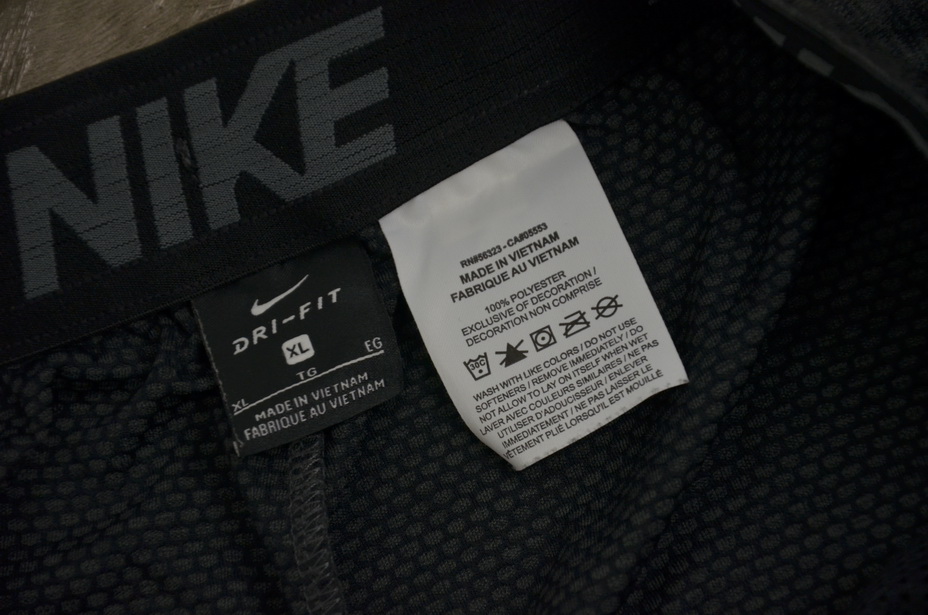 NIKE
DRI-FIT
XL
XL TG EG
MADE IN VIETNAM
FABRIQUE AU VIETNAM
RN#56323 - CA#05553
MADE IN VIETNAM
FABRIQUE AU VIETNAM
100% POLYESTER
EXCLUSIVE OF DECORATION /
DECORATION NON COMPRISE
30C
WASH WITH LIKE COLORS / DO NOT USE
SOFTENERS / REMOVE IMMEDIATELY / DO
NOT ALLOW TO LAY ON ITSELF WHEN WET
LAVER AVEC COULEURS SIMILAIRES / NE PAS
UTILISER D'ADOUCISSEUR / ENLEVER
IMMEDIATEMENT / NE PAS LAISSER LE
VÊTEMENT PLIÉ LORSQU'IL EST MOUILLÉ